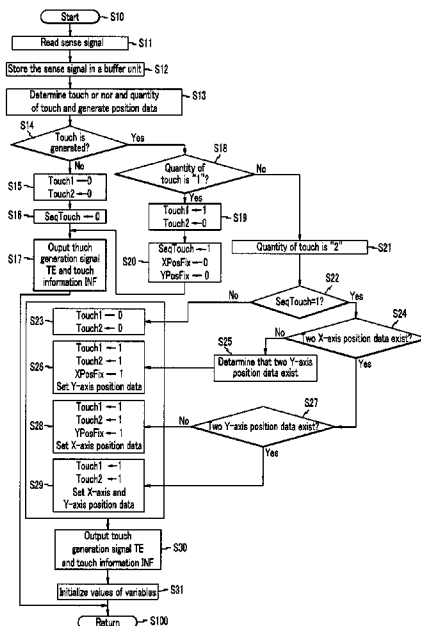 Start
S10
Read sense signal
S11
Store the sense signal in a buffer unit
S12
Determine touch or nor and quantity
of touch and generate position data
S13
S14
Touch is
generated?
Yes
No
S18
Quantity of
touch is "1"?
No
Yes
S15
Touch1 ←0
Touch2 ←0
S16
SeqTouch ← 0
S17
Ouput thuch
generation signal
TE and touch
information INF
S19
Touch1 ← 1
Touch2 ← 0
S20
SeqTouch ←1
XPosFix ←0
YPosFix ←0
Quantity of touch is "2"
S21
S22
SeqTouch=1?
No
Yes
S23
Touch1 ← 0
Touch2 ← 0
S24
Two X-axis position data exist?
No
Yes
S25
Determine that two Y-axis
position data exist
S26
Touch1 ←1
Touch2 ←1
XPosFix ←1
Set Y-axis position data
S27
Two Y-axis position data exist?
No
Yes
S28
Touch1 ←1
Touch2 ←1
YPosFix ← 1
Set X-axis position data
S29
Touch1 ←1
Touch2 ←1
Set X-axis and
Y-axis position data
Output touch
generation signal TE
and touch information INF
S30
Initialize values of variables
S31
Return
S100